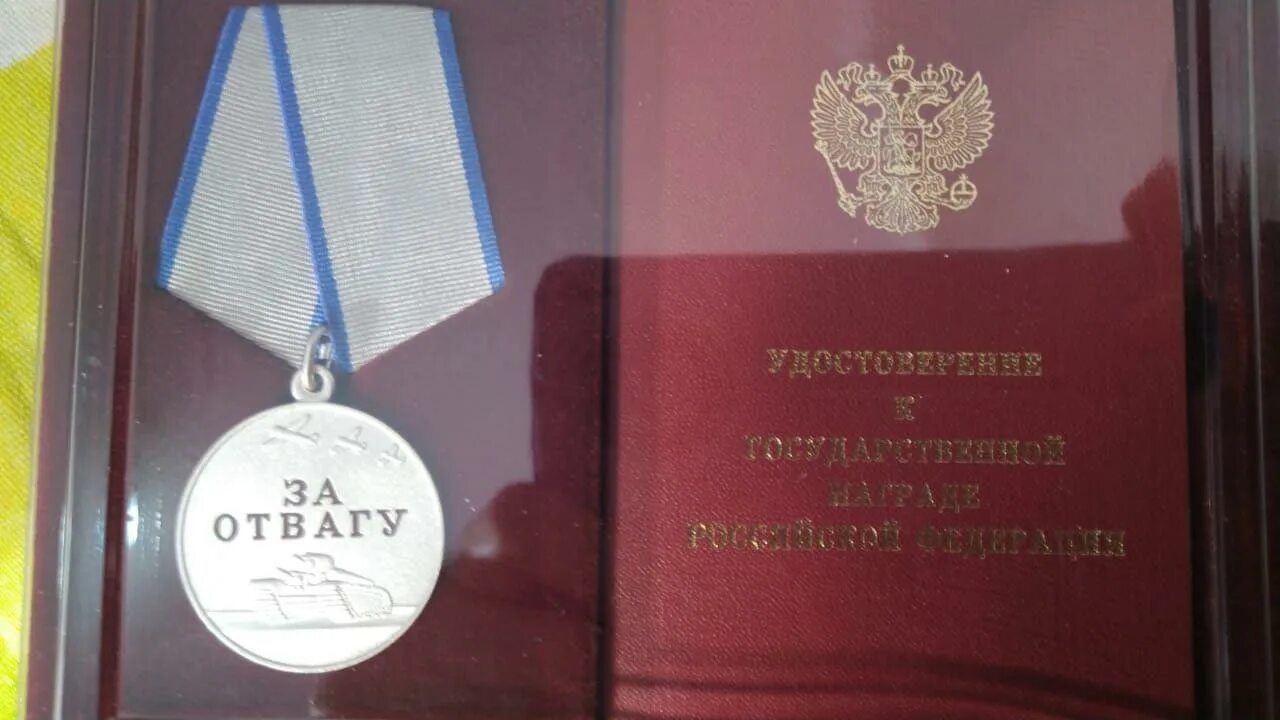 ЗА
ОТВАГУ
УДОСТОВЕРЕНИЕ
К
ГОСУДАРСТВЕННОЙ
НАГРАДЕ
РОССИЙСКОЙ ФЕДЕРАЦИИ